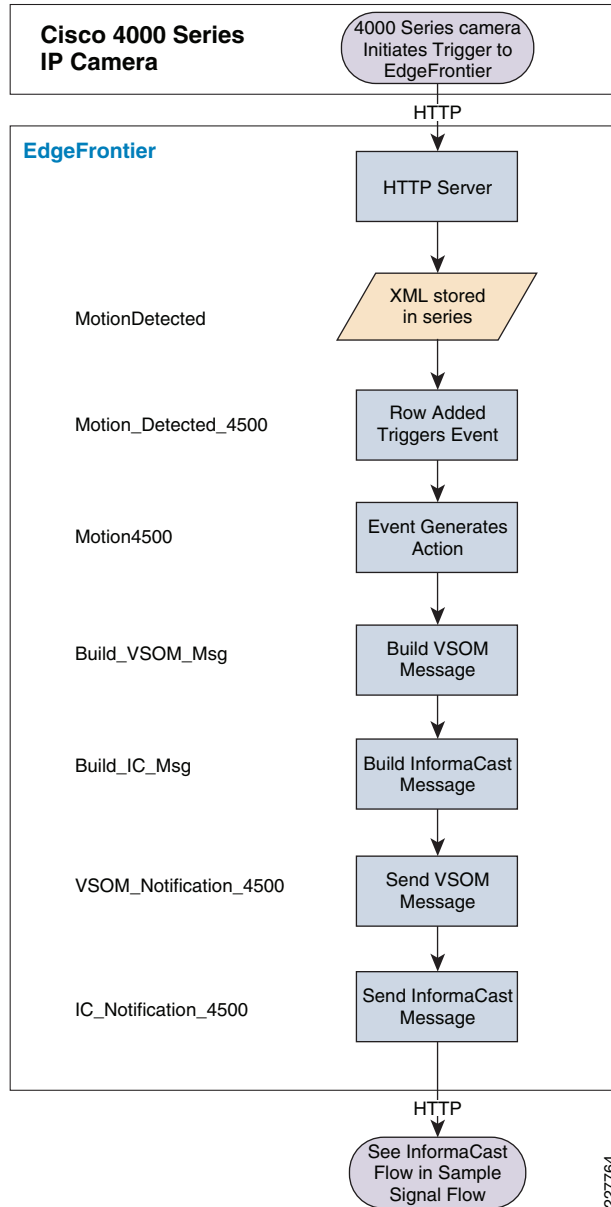 Cisco 4000 Series
IP Camera
4000 Series camera
Initiates Trigger to
EdgeFrontier
HTTP
EdgeFrontier
HTTP Server
MotionDetected
XML stored
in series
Motion_Detected_4500
Row Added
Triggers Event
Motion4500
Event Generates
Action
Build_VSOM_Msg
Build VSOM
Message
Build_IC_Msg
Build InformaCast
Message
VSOM_Notification_4500
Send VSOM
Message
IC_Notification_4500
Send InformaCast
Message
HTTP
See InformaCast
Flow in Sample
Signal Flow
227764